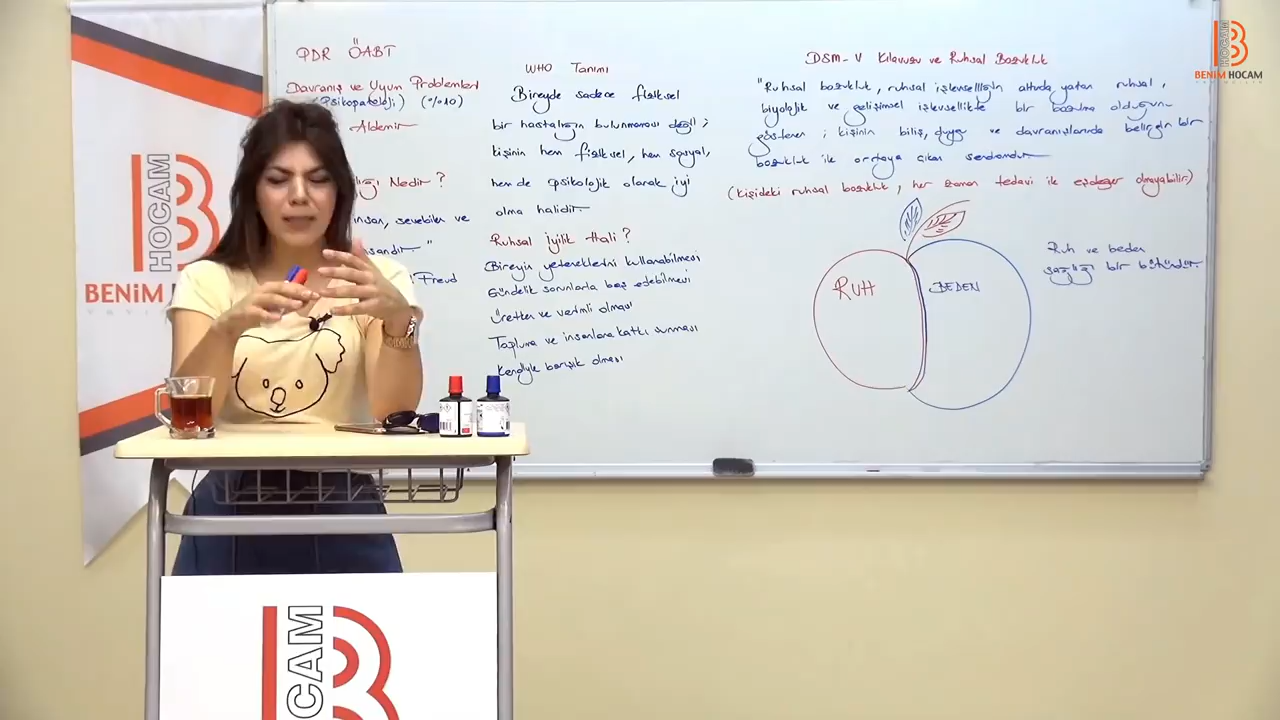 PDR ÖABT
Davranış ve Uyum Problemleri
(Psikopatoloji) (%10)
Aldemir
Nedir ?
insan, sevebilen ve
"
Freud
WHO Tanımı
Bireyde sadece fiziksel
bir hastalığın bulunmaması değil ;
kişinin hem fiziksel, hem sosyal,
hem de psikolojik olarak iyi
olma halidir.
Ruhsal iyilik Hali ?
Bireyin yeteneklerini kullanabilmesi
Gündelik sorunlarla baş edebilmesi
Üretken ve verimli olması
Topluma ve insanlara katkı sunması
Kendiyle barışık olması
DSM-V Kılavuzu ve Ruhsal Bozukluk
"Ruhsal bozukluk, ruhsal işlevselliğin altında yatan ruhsal,
biyolojik ve gelişimsel işlevsellikte bir bozulma olduğunu
gösteren ; kişinin biliş, duygu ve davranışlarında belirgin bir
bozukluk ile ortaya çıkan sendromdur
(kişideki ruhsal bozukluk, her zaman tedavi ile eşdeğer olmayabilir)
RUH
BEDEN
Ruh ve beden
sağlığı bir bütündür.
BENİM HOCAM
HOCAM
BENİM
CAM